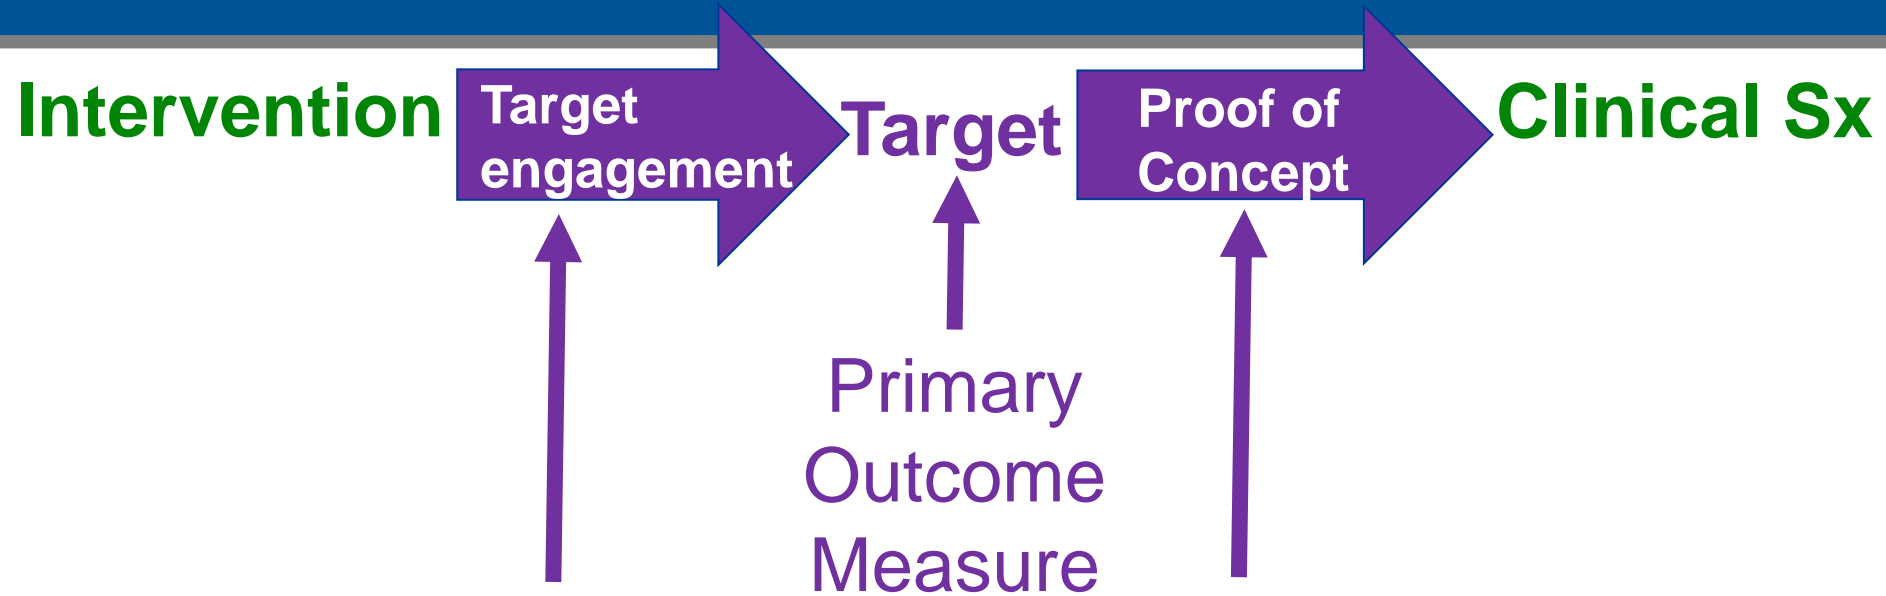 Intervention
Target
engagement
Target
Proof of
Concept
Clinical Sx
Primary
Outcome
Measure